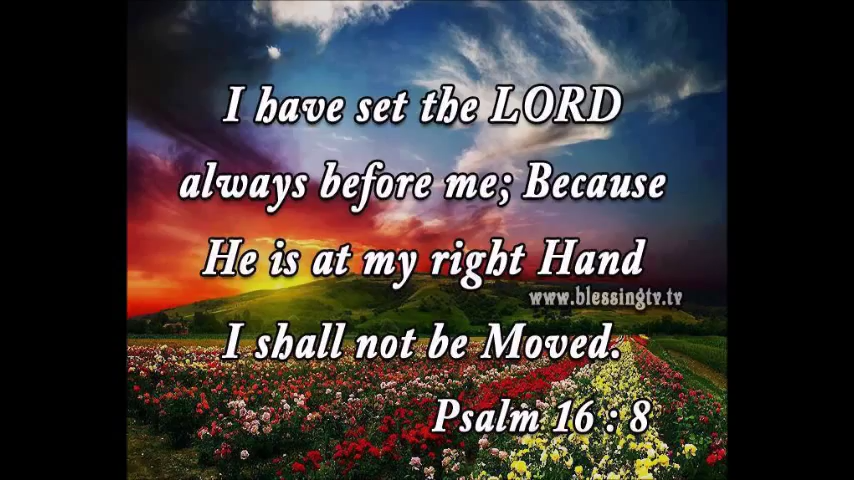 I have set the LORD
always before me; Because
He is at my right Hand
www.blessingtv.tv
I shall not be Moved.
Psalm 16 : 8